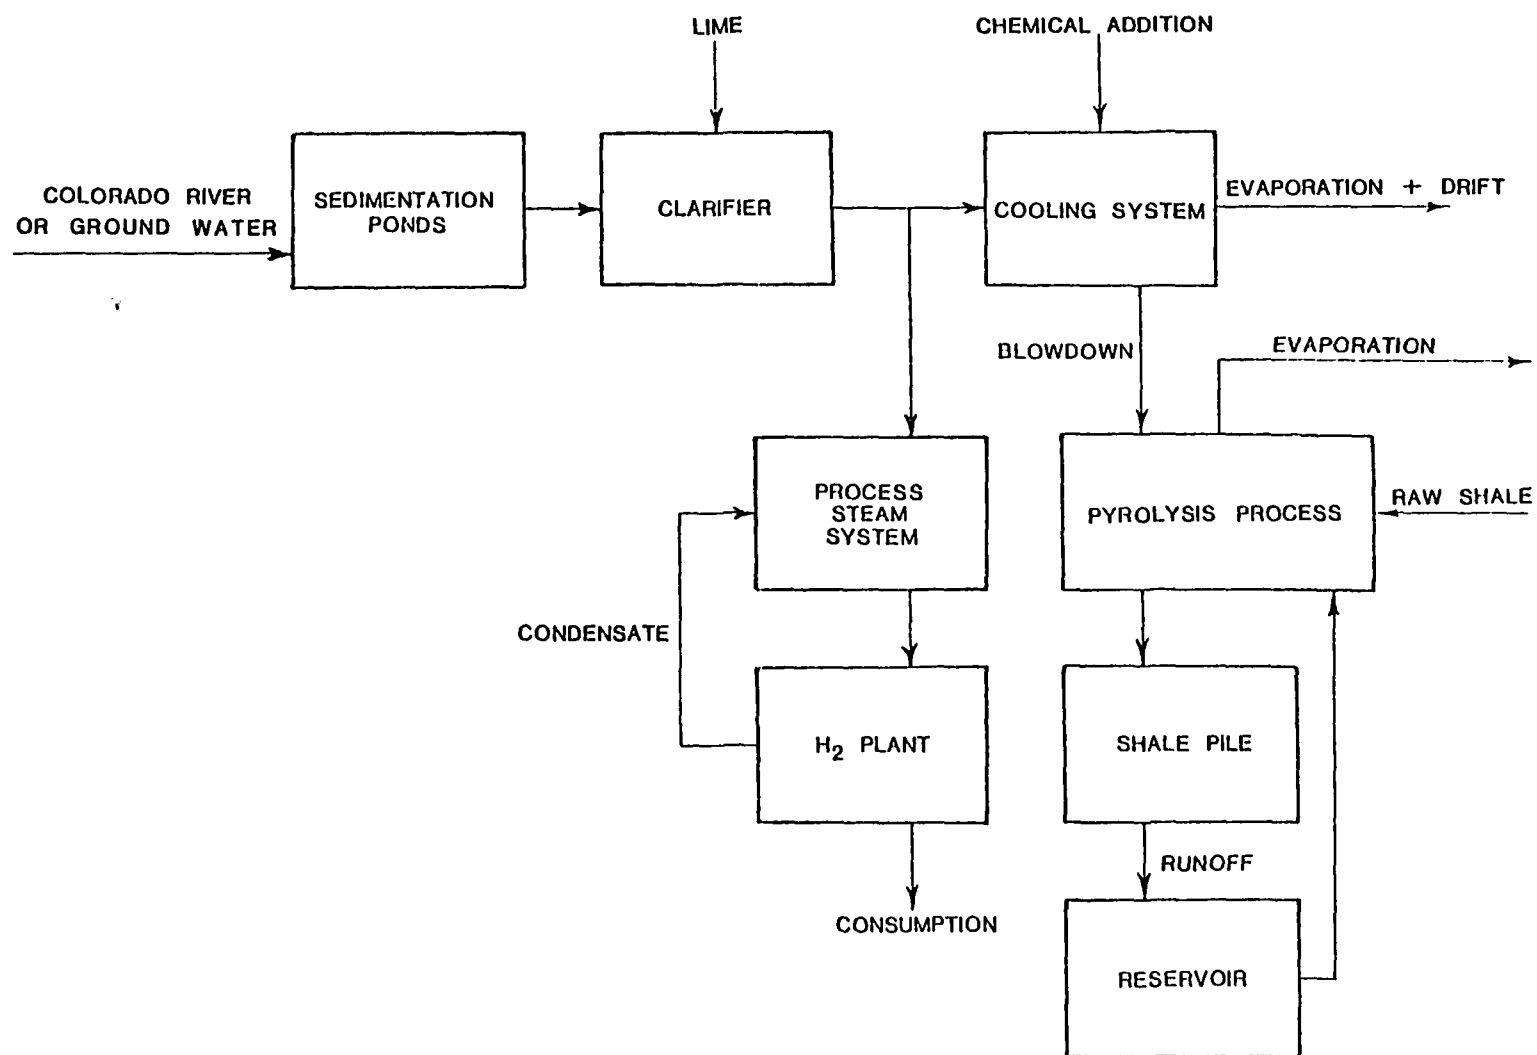 LIME
CHEMICAL ADDITION
COLORADO RIVER
OR GROUND WATER
SEDIMENTATION
PONDS
CLARIFIER
COOLING SYSTEM
EVAPORATION + DRIFT
BLOWDOWN
EVAPORATION
PROCESS
STEAM
SYSTEM
PYROLYSIS PROCESS
RAW SHALE
CONDENSATE
H2 PLANT
SHALE PILE
RUNOFF
CONSUMPTION
RESERVOIR